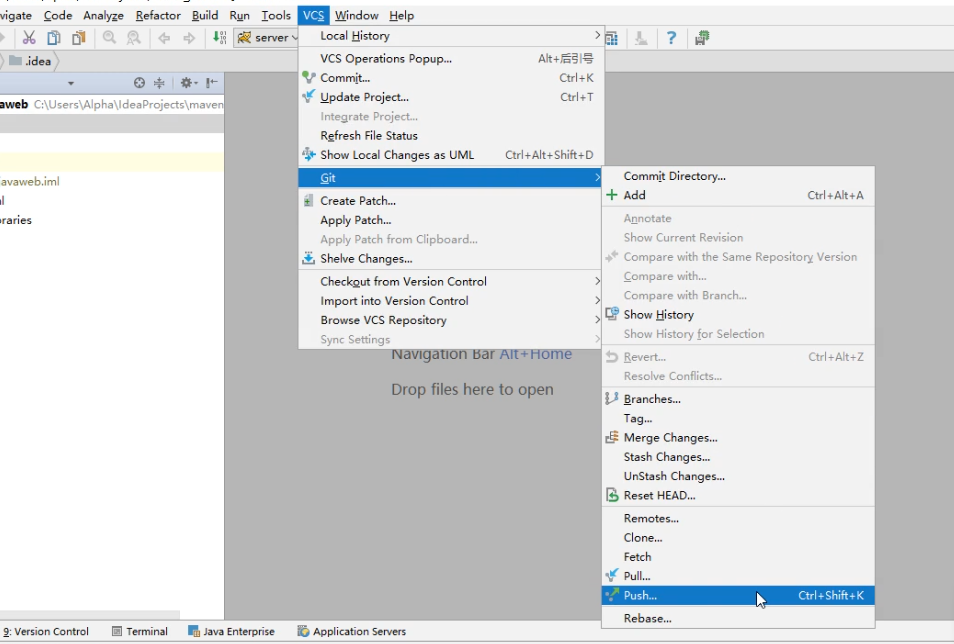 vigate Code Analyze Refactor Build Run Tools VCS Window Help
server
.idea
aweb C:\Users\Alpha\IdeaProjects\maven
avaweb.iml
raries
Local History
VCS Operations Popup... Alt+后引号
Commit... Ctrl+K
Update Project... Ctrl+T
Integrate Project...
Refresh File Status
Show Local Changes as UML Ctrl+Alt+Shift+D
Git
Create Patch...
Apply Patch...
Apply Patch from Clipboard...
Shelve Changes...
Checkout from Version Control
Import into Version Control
Browse VCS Repository
Sync Settings
Commit Directory...
Add Ctrl+Alt+A
Annotate
Show Current Revision
Compare with the Same Repository Version
Compare with...
Compare with Branch...
Show History
Show History for Selection
Revert... Ctrl+Alt+Z
Resolve Conflicts...
Branches...
Tag...
Merge Changes...
Stash Changes...
UnStash Changes...
Reset HEAD...
Remotes...
Clone...
Fetch
Pull...
Push... Ctrl+Shift+K
Rebase...
Navigation Bar Alt+Home
Drop files here to open
9: Version Control Terminal Java Enterprise Application Servers